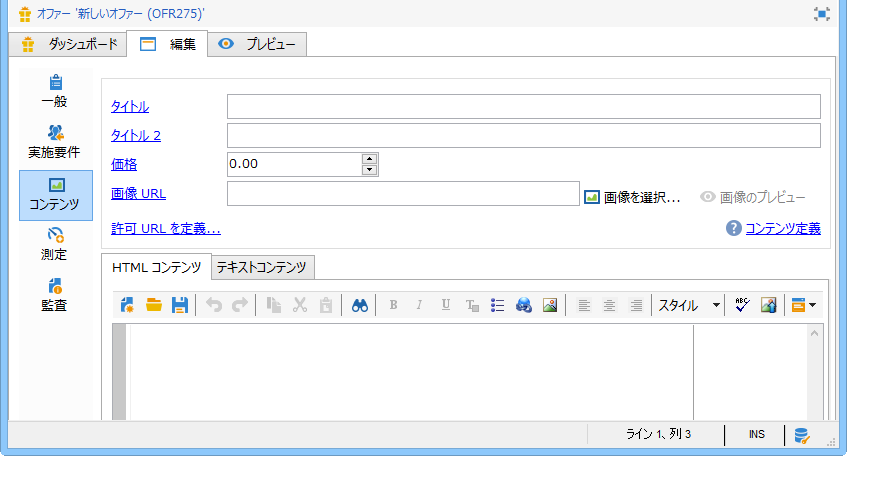 オファー '新しいオファー (OFR275)'
ダッシュボード 編集 プレビュー
一般
実施要件
コンテンツ
測定
監査
タイトル
タイトル 2
価格 0.00
画像 URL 画像を選択... 画像のプレビュー
許可 URL を定義... コンテンツ定義
HTML コンテンツ テキストコンテンツ
B I U T スタイル ABC
ライン 1、列 3 INS